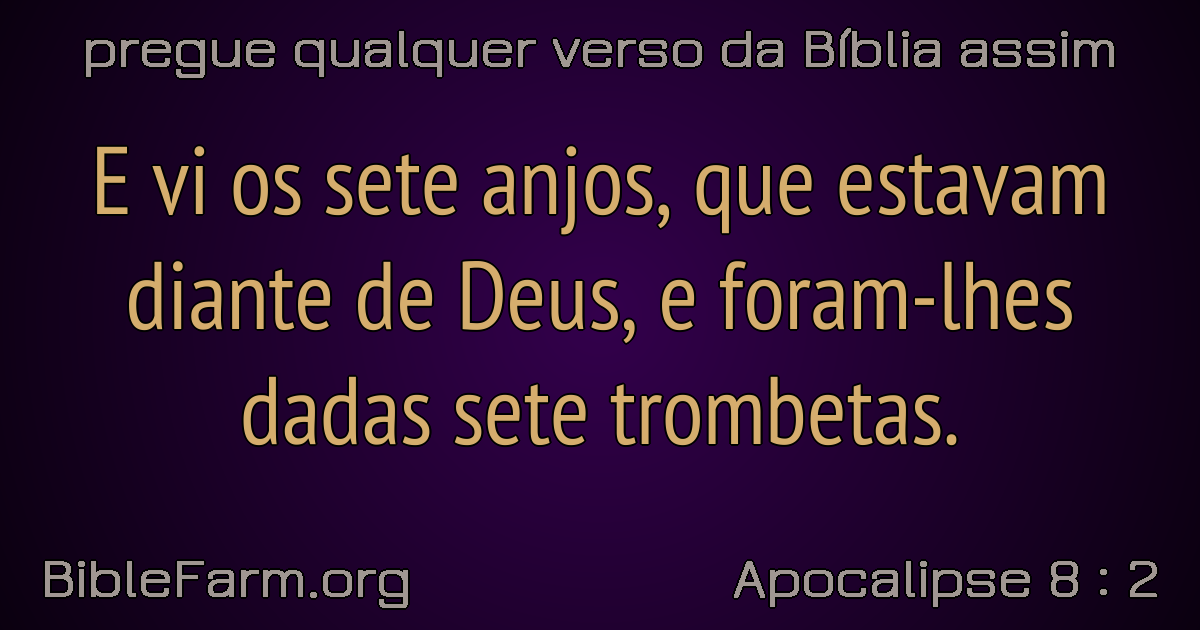 pregue qualquer verso da Bíblia assim
E vi os sete anjos, que estavam
diante de Deus, e foram-lhes
dadas sete trombetas.
BibleFarm.org
Apocalipse 8 : 2